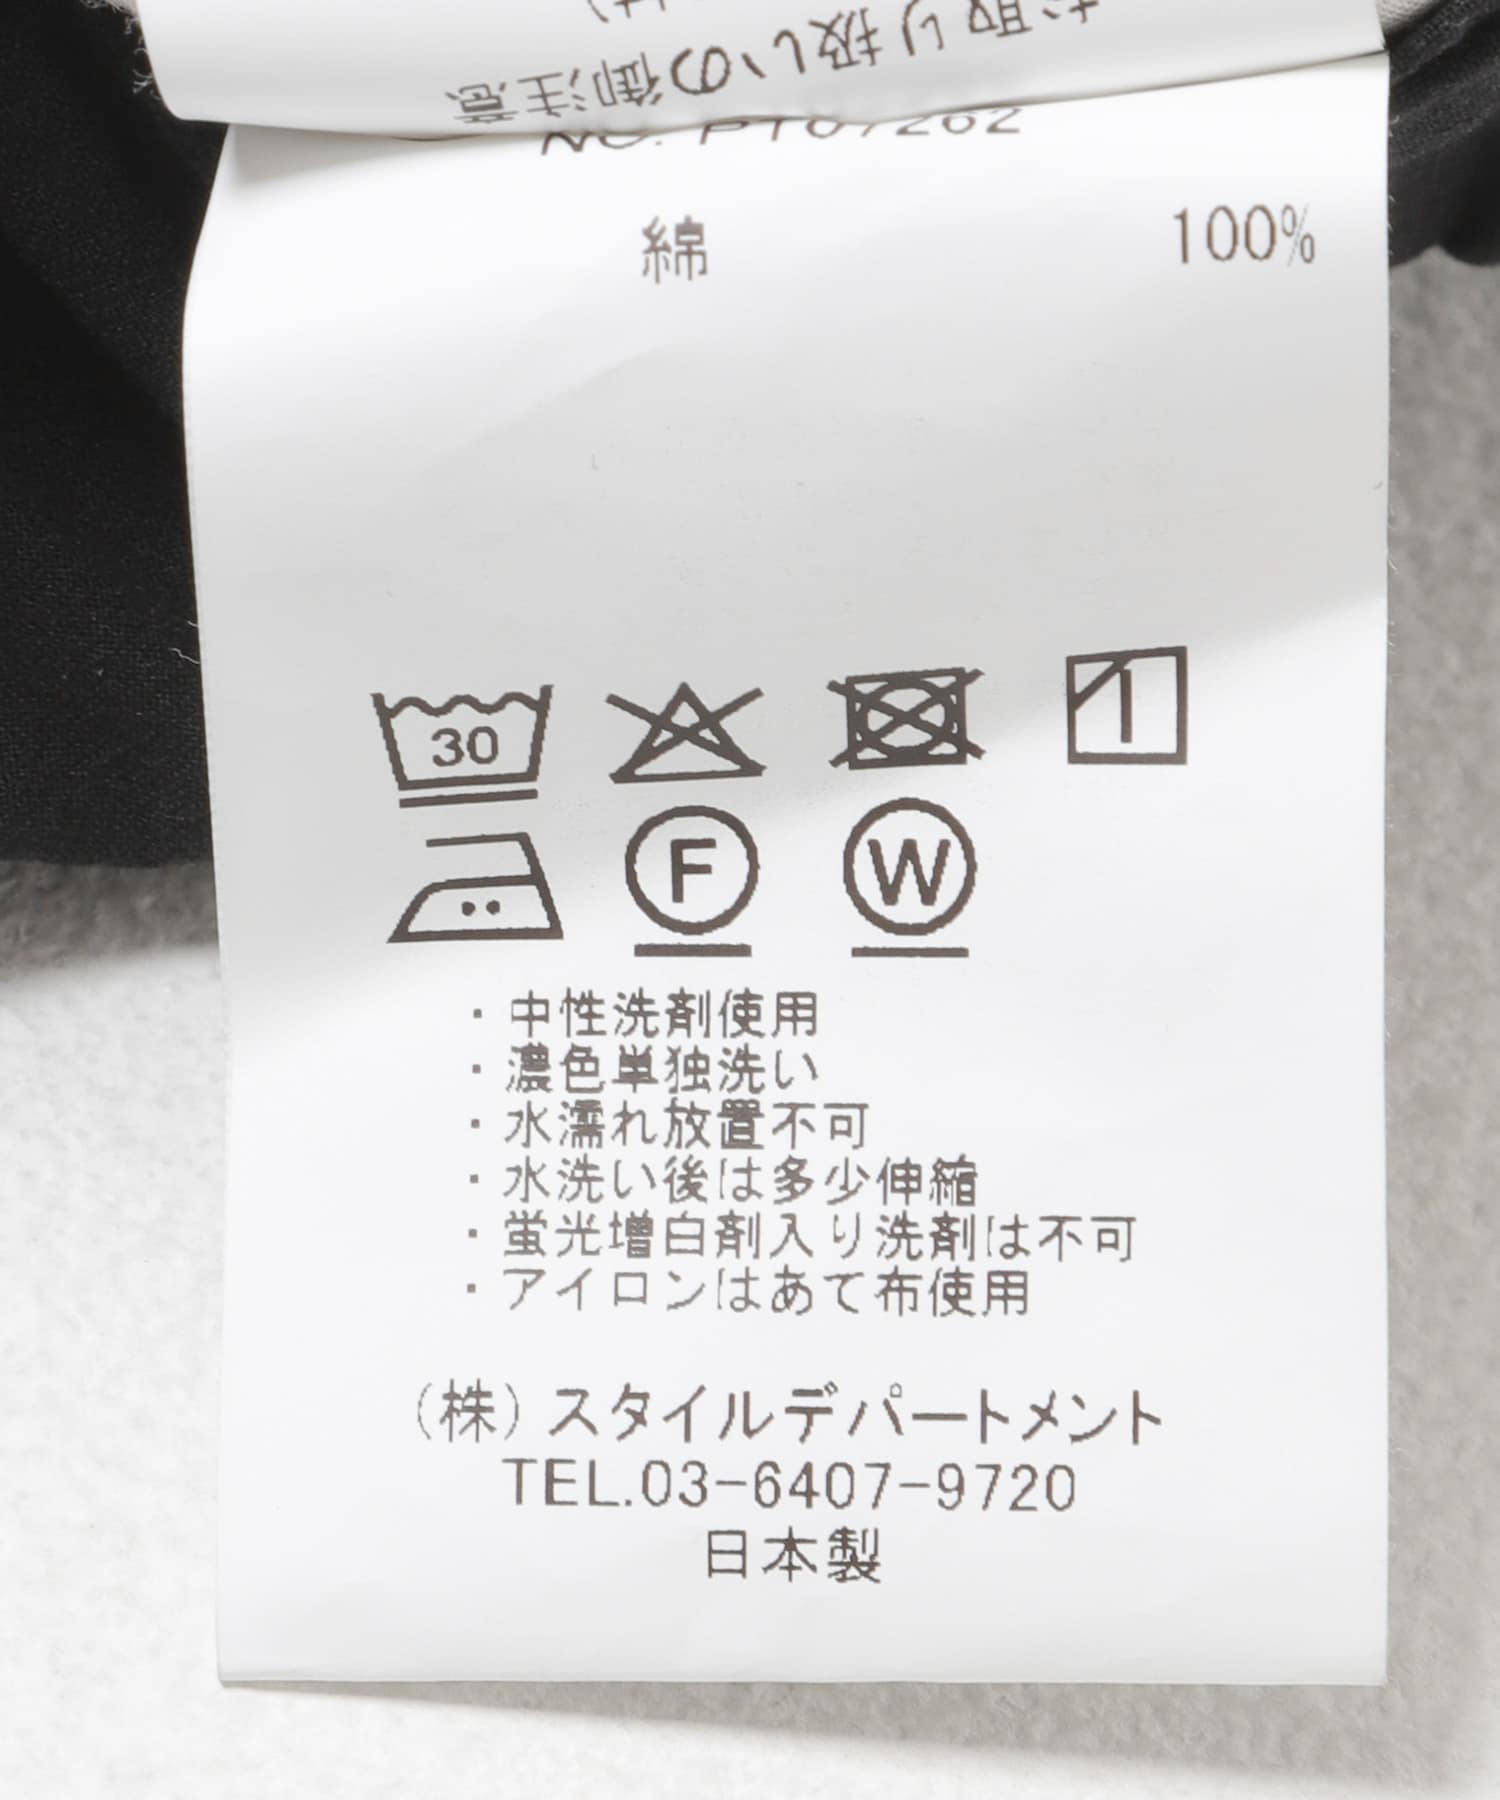 お取り扱いの御注意
綿 100%
30
F W
・中性洗剤使用
・濃色単独洗い
・水濡れ放置不可
・水洗い後は多少伸縮
・蛍光増白剤入り洗剤は不可
・アイロンはあて布使用
(株)スタイルデパートメント
TEL.03-6407-9720
日本製